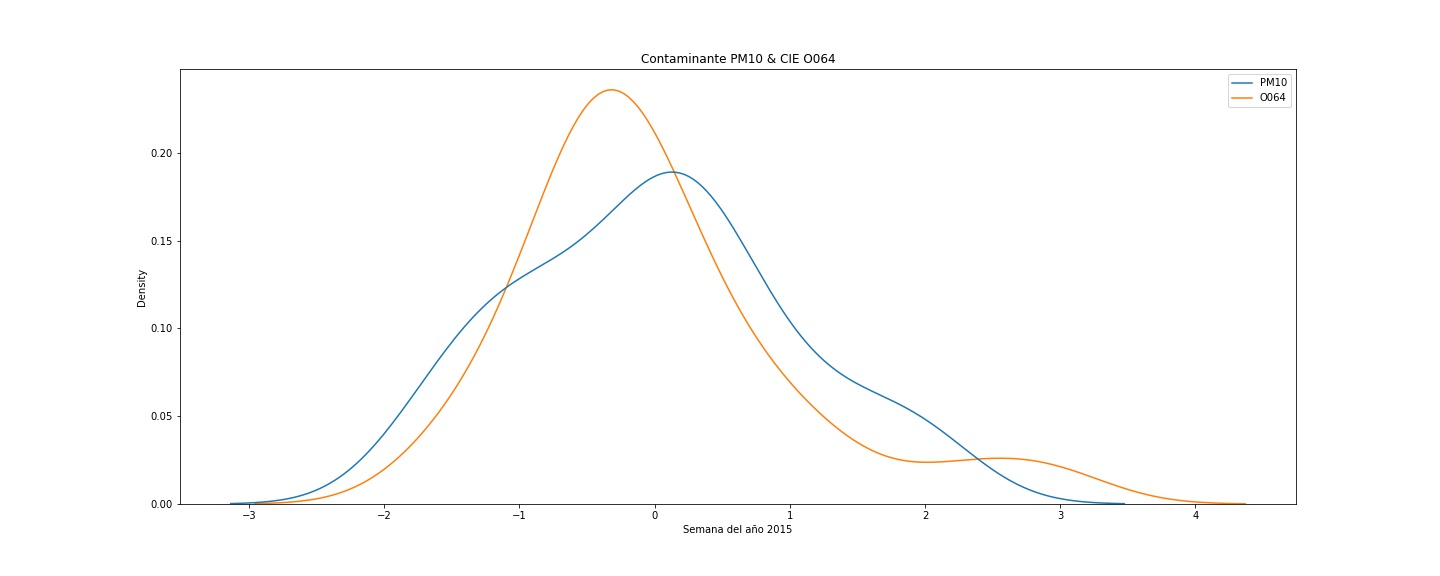 Contaminante PM10 & CIE O064
PM10
O064
0.20
0.15
0.10
0.05
0.00
Density
−3 −2 −1 0 1 2 3 4
Semana del año 2015